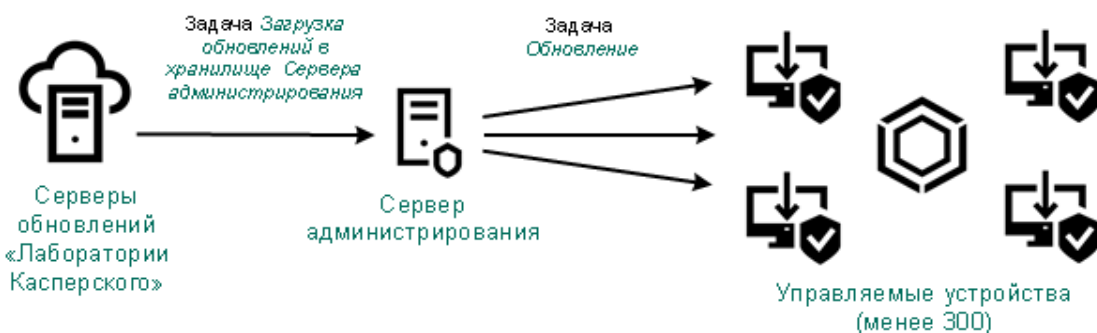 Задача Загрузка
обновлений в
хранилище Сервера
администрирования
Задача
Обновление
Серверы
обновлений
«Лаборатории
Касперского»
Сервер
администрирования
Управляемые устройства
(менее 300)